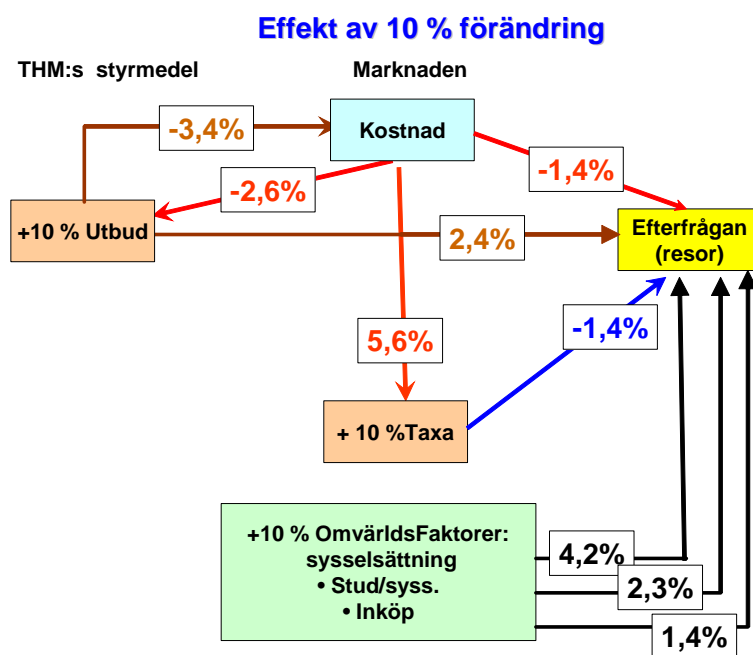 Effekt av 10 % förändring
THM:s styrmedel
Marknaden
Kostnad
-3,4%
-1,4%
-2,6%
+10 % Utbud
2,4%
Efterfrågan
(resor)
5,6%
-1,4%
+ 10 %Taxa
+10 % OmvärldsFaktorer:
sysselsättning
• Stud/syss.
• Inköp
4,2%
2,3%
1,4%